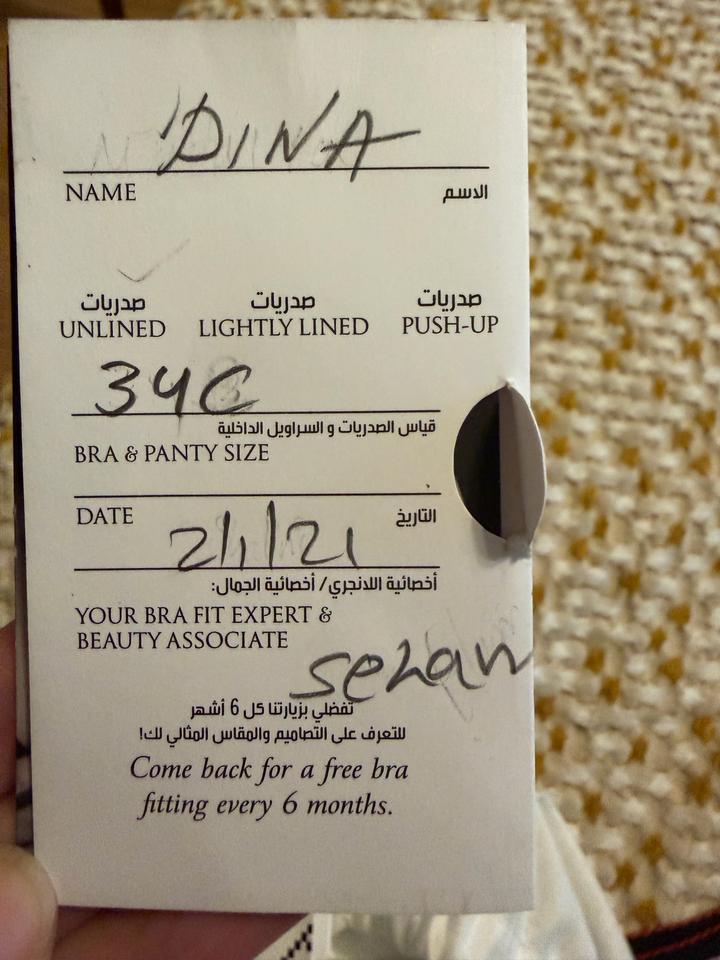 DINA
NAME الاسم
صدريات صدريات صدريات
UNLINED LIGHTLY LINED PUSH-UP
34C
قياس الصدريات و السراويل الداخلية
BRA & PANTY SIZE
DATE التاريخ
2/1/21
أخصائية اللانجري/ أخصائية الجمال:
YOUR BRA FIT EXPERT &
BEAUTY ASSOCIATE
تفضلي بزيارتنا كل 6 أشهر
للتعرف على التصاميم والمقاس المثالي لك!
Come back for a free bra
fitting every 6 months.